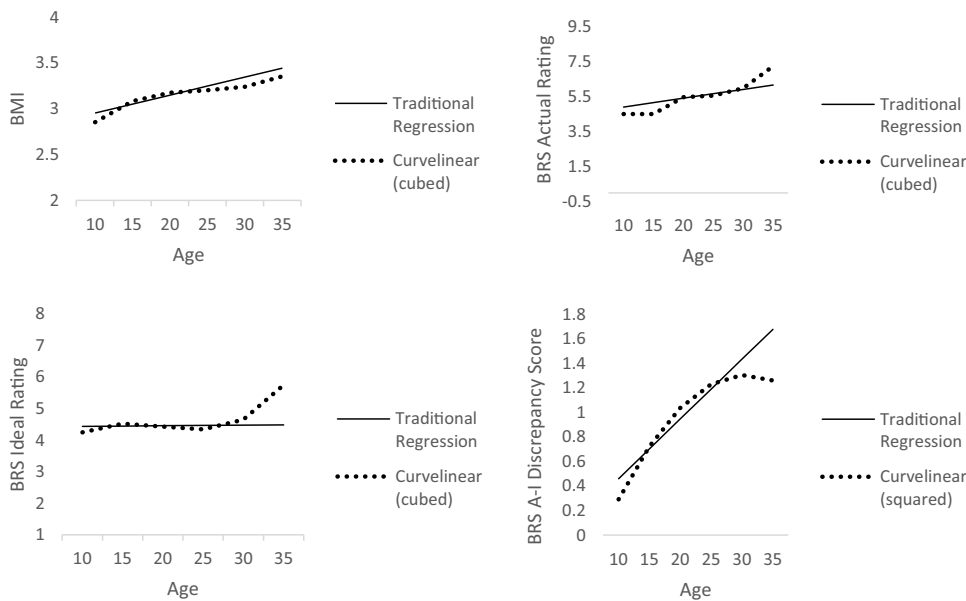 4
3.5
3
2.5
2
BMI
10 15 20 25 30 35
Age
Traditional
Regression
Curvelinear
(cubed)
9.5
7.5
5.5
3.5
1.5
-0.5
BRS Actual Rating
10 15 20 25 30 35
Age
Traditional
Regression
Curvelinear
(cubed)
8
7
6
5
4
3
2
1
BRS Ideal Rating
10 15 20 25 30 35
Age
Traditional
Regression
Curvelinear
(cubed)
1.8
1.6
1.4
1.2
1
0.8
0.6
0.4
0.2
0
BRS A-I Discrepancy Score
10 15 20 25 30 35
Age
Traditional
Regression
Curvelinear
(squared)